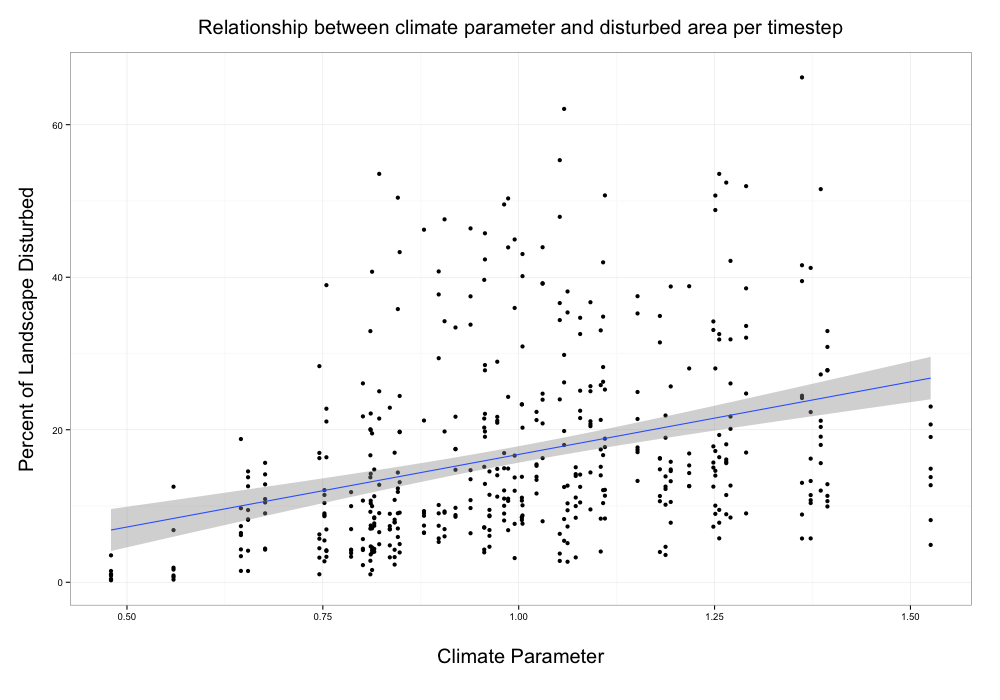 Relationship between climate parameter and disturbed area per timestep
Percent of Landscape Disturbed
60
40
20
0
0.50 0.75 1.00 1.25 1.50
Climate Parameter